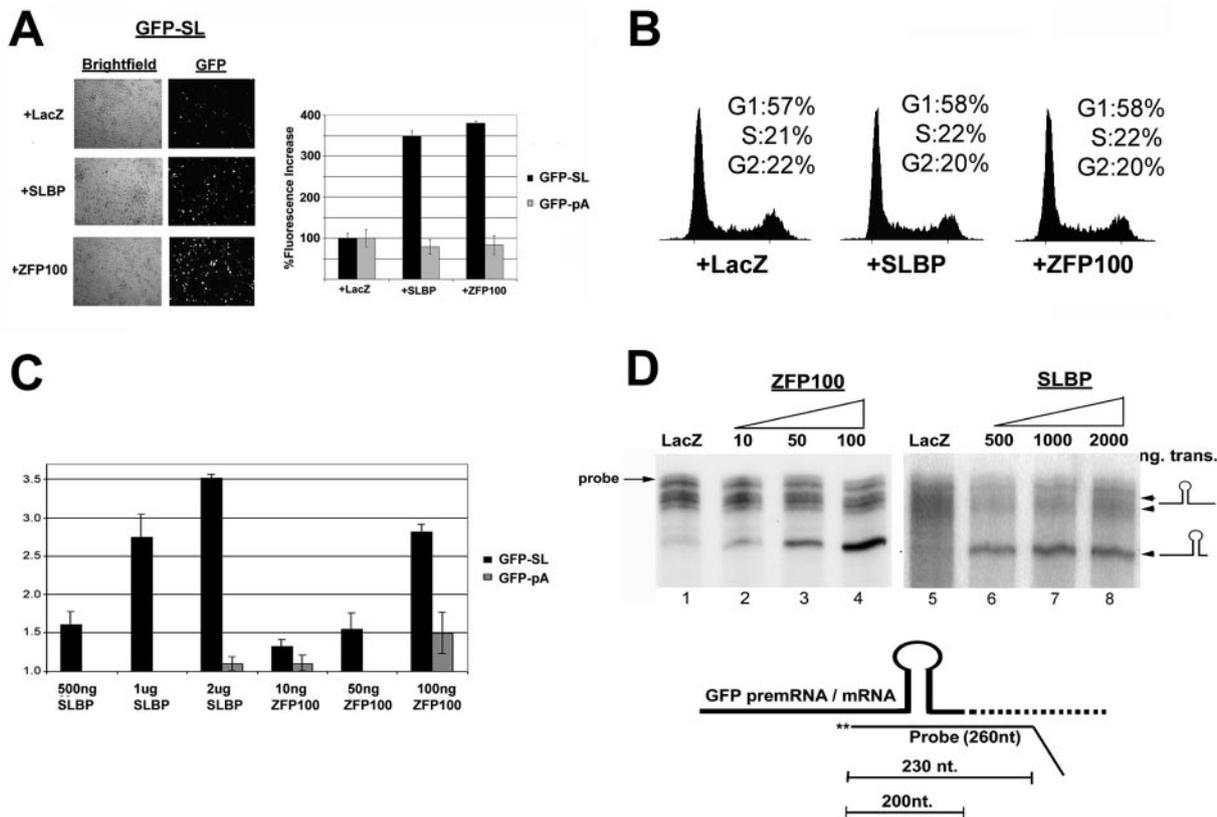 A
GFP-SL
Brightfield GFP
+LacZ
+SLBP
+ZFP100
%Fluorescence Increase
400
350
300
250
200
150
100
+LacZ +SLBP +ZFP100
GFP-SL
GFP-pA
B
G1:57%
S:21%
G2:22%
+LacZ
G1:58%
S:22%
G2:20%
+SLBP
G1:58%
S:22%
G2:20%
+ZFP100
C
3.5
3.0
2.5
2.0
1.5
1.0
500ng SLBP
1ug SLBP
2ug SLBP
10ng ZFP100
50ng ZFP100
100ng ZFP100
GFP-SL
GFP-pA
D
ZFP100 SLBP
LacZ 10 50 100 LacZ 500 1000 2000
ng. trans.
probe
1 2 3 4 5 6 7 8
GFP premRNA / mRNA
**
Probe (260nt)
230 nt.
200nt.